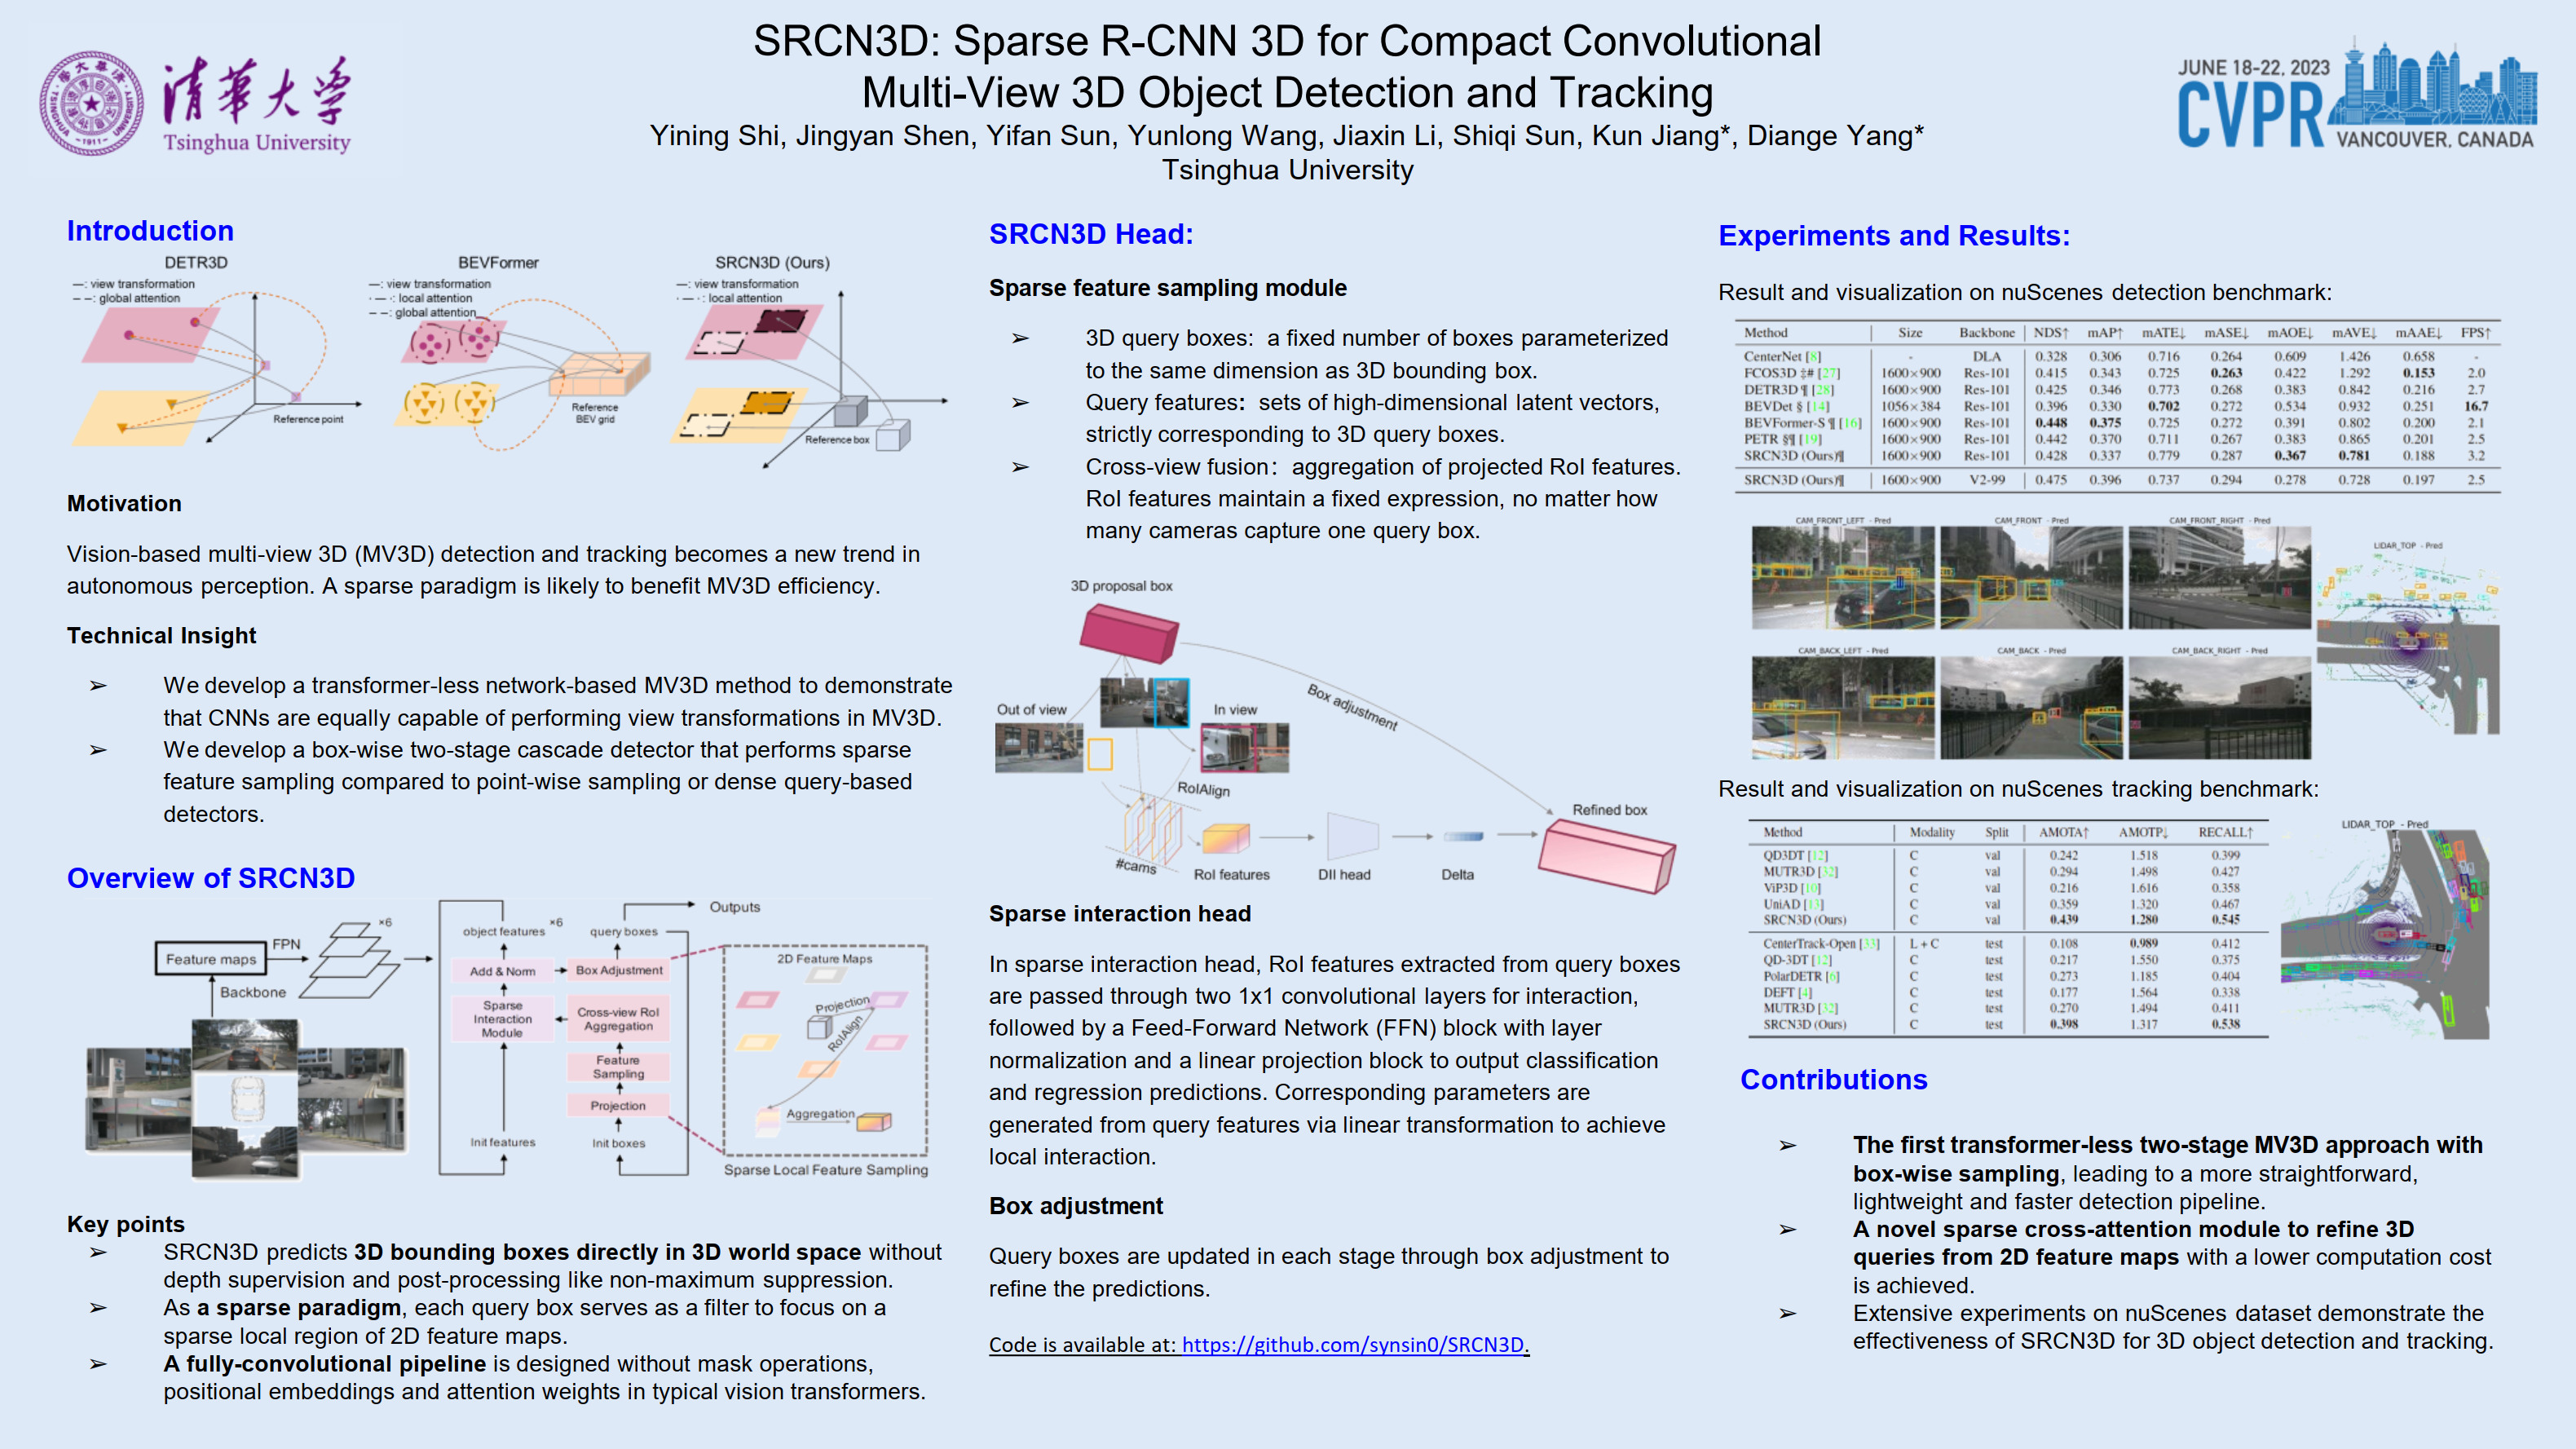 SRCN3D: Sparse R-CNN 3D for Compact Convolutional
Multi-View 3D Object Detection and Tracking
Yining Shi, Jingyan Shen, Yifan Sun, Yunlong Wang, Jiaxin Li, Shiqi Sun, Kun Jiang*, Diange Yang*
Tsinghua University
清華大学
Tsinghua University
JUNE 18-22, 2023
CVPR
VANCOUVER, CANADA
Introduction
DETR3D
—: view transformation
– –: global attention
Reference point
BEVFormer
—: view transformation
· — ·: local attention
– –: global attention
Reference
BEV grid
SRCN3D (Ours)
—: view transformation
· — ·: local attention
Reference box
Motivation
Vision-based multi-view 3D (MV3D) detection and tracking becomes a new trend in
autonomous perception. A sparse paradigm is likely to benefit MV3D efficiency.
Technical Insight
➢ We develop a transformer-less network-based MV3D method to demonstrate
that CNNs are equally capable of performing view transformations in MV3D.
➢ We develop a box-wise two-stage cascade detector that performs sparse
feature sampling compared to point-wise sampling or dense query-based
detectors.
Overview of SRCN3D
Feature maps
FPN
×6
Backbone
object features
×6
query boxes
Outputs
Add & Norm
Box Adjustment
Sparse
Interaction
Module
Cross-view RoI
Aggregation
Feature
Sampling
Projection
Init features
Init boxes
2D Feature Maps
Projection
RoIAlign
Aggregation
Sparse Local Feature Sampling
Key points
➢ SRCN3D predicts 3D bounding boxes directly in 3D world space without
depth supervision and post-processing like non-maximum suppression.
➢ As a sparse paradigm, each query box serves as a filter to focus on a
sparse local region of 2D feature maps.
➢ A fully-convolutional pipeline is designed without mask operations,
positional embeddings and attention weights in typical vision transformers.
SRCN3D Head:
Sparse feature sampling module
➢ 3D query boxes: a fixed number of boxes parameterized
to the same dimension as 3D bounding box.
➢ Query features: sets of high-dimensional latent vectors,
strictly corresponding to 3D query boxes.
➢ Cross-view fusion: aggregation of projected RoI features.
RoI features maintain a fixed expression, no matter how
many cameras capture one query box.
3D proposal box
Out of view
In view
Box adjustment
RoIAlign
#cams
RoI features
DII head
Delta
Refined box
Sparse interaction head
In sparse interaction head, RoI features extracted from query boxes
are passed through two 1x1 convolutional layers for interaction,
followed by a Feed-Forward Network (FFN) block with layer
normalization and a linear projection block to output classification
and regression predictions. Corresponding parameters are
generated from query features via linear transformation to achieve
local interaction.
Box adjustment
Query boxes are updated in each stage through box adjustment to
refine the predictions.
Code is available at: https://github.com/synsin0/SRCN3D.
Experiments and Results:
Result and visualization on nuScenes detection benchmark:
Method Size Backbone NDS↑ mAP↑ mATE↓ mASE↓ mAOE↓ mAVE↓ mAAE↓ FPS↑
CenterNet [8] - DLA 0.328 0.306 0.716 0.264 0.609 1.426 0.658 -
FCOS3D ‡# [27] 1600×900 Res-101 0.415 0.343 0.725 0.263 0.422 1.292 0.153 2.0
DETR3D ¶ [28] 1600×900 Res-101 0.425 0.346 0.773 0.268 0.383 0.842 0.216 2.7
BEVDet § [14] 1056×384 Res-101 0.396 0.330 0.702 0.272 0.534 0.932 0.251 16.7
BEVFormer-S ¶ [16] 1600×900 Res-101 0.448 0.375 0.725 0.272 0.391 0.802 0.200 2.1
PETR §¶ [19] 1600×900 Res-101 0.442 0.370 0.711 0.267 0.383 0.865 0.201 2.5
SRCN3D (Ours)¶ 1600×900 Res-101 0.428 0.337 0.779 0.287 0.367 0.781 0.188 3.2
SRCN3D (Ours)¶ 1600×900 V2-99 0.475 0.396 0.737 0.294 0.278 0.728 0.197 2.5
CAM_FRONT_LEFT - Pred
CAM_FRONT - Pred
CAM_FRONT_RIGHT - Pred
LIDAR_TOP - Pred
CAM_BACK_LEFT - Pred
CAM_BACK - Pred
CAM_BACK_RIGHT - Pred
Result and visualization on nuScenes tracking benchmark:
Method Modality Split AMOTA↑ AMOTP↓ RECALL↑
QD3DT [12] C val 0.242 1.518 0.399
MUTR3D [32] C val 0.294 1.498 0.427
ViP3D [10] C val 0.216 1.616 0.358
UniAD [13] C val 0.359 1.320 0.467
SRCN3D (Ours) C val 0.439 1.280 0.545
CenterTrack-Open [33] L + C test 0.108 0.989 0.412
QD-3DT [12] C test 0.217 1.550 0.375
PolarDETR [6] C test 0.273 1.185 0.404
DEFT [4] C test 0.177 1.564 0.338
MUTR3D [32] C test 0.270 1.494 0.411
SRCN3D (Ours) C test 0.398 1.317 0.538
LIDAR_TOP - Pred
Contributions
➢ The first transformer-less two-stage MV3D approach with
box-wise sampling, leading to a more straightforward,
lightweight and faster detection pipeline.
➢ A novel sparse cross-attention module to refine 3D
queries from 2D feature maps with a lower computation cost
is achieved.
➢ Extensive experiments on nuScenes dataset demonstrate the
effectiveness of SRCN3D for 3D object detection and tracking.